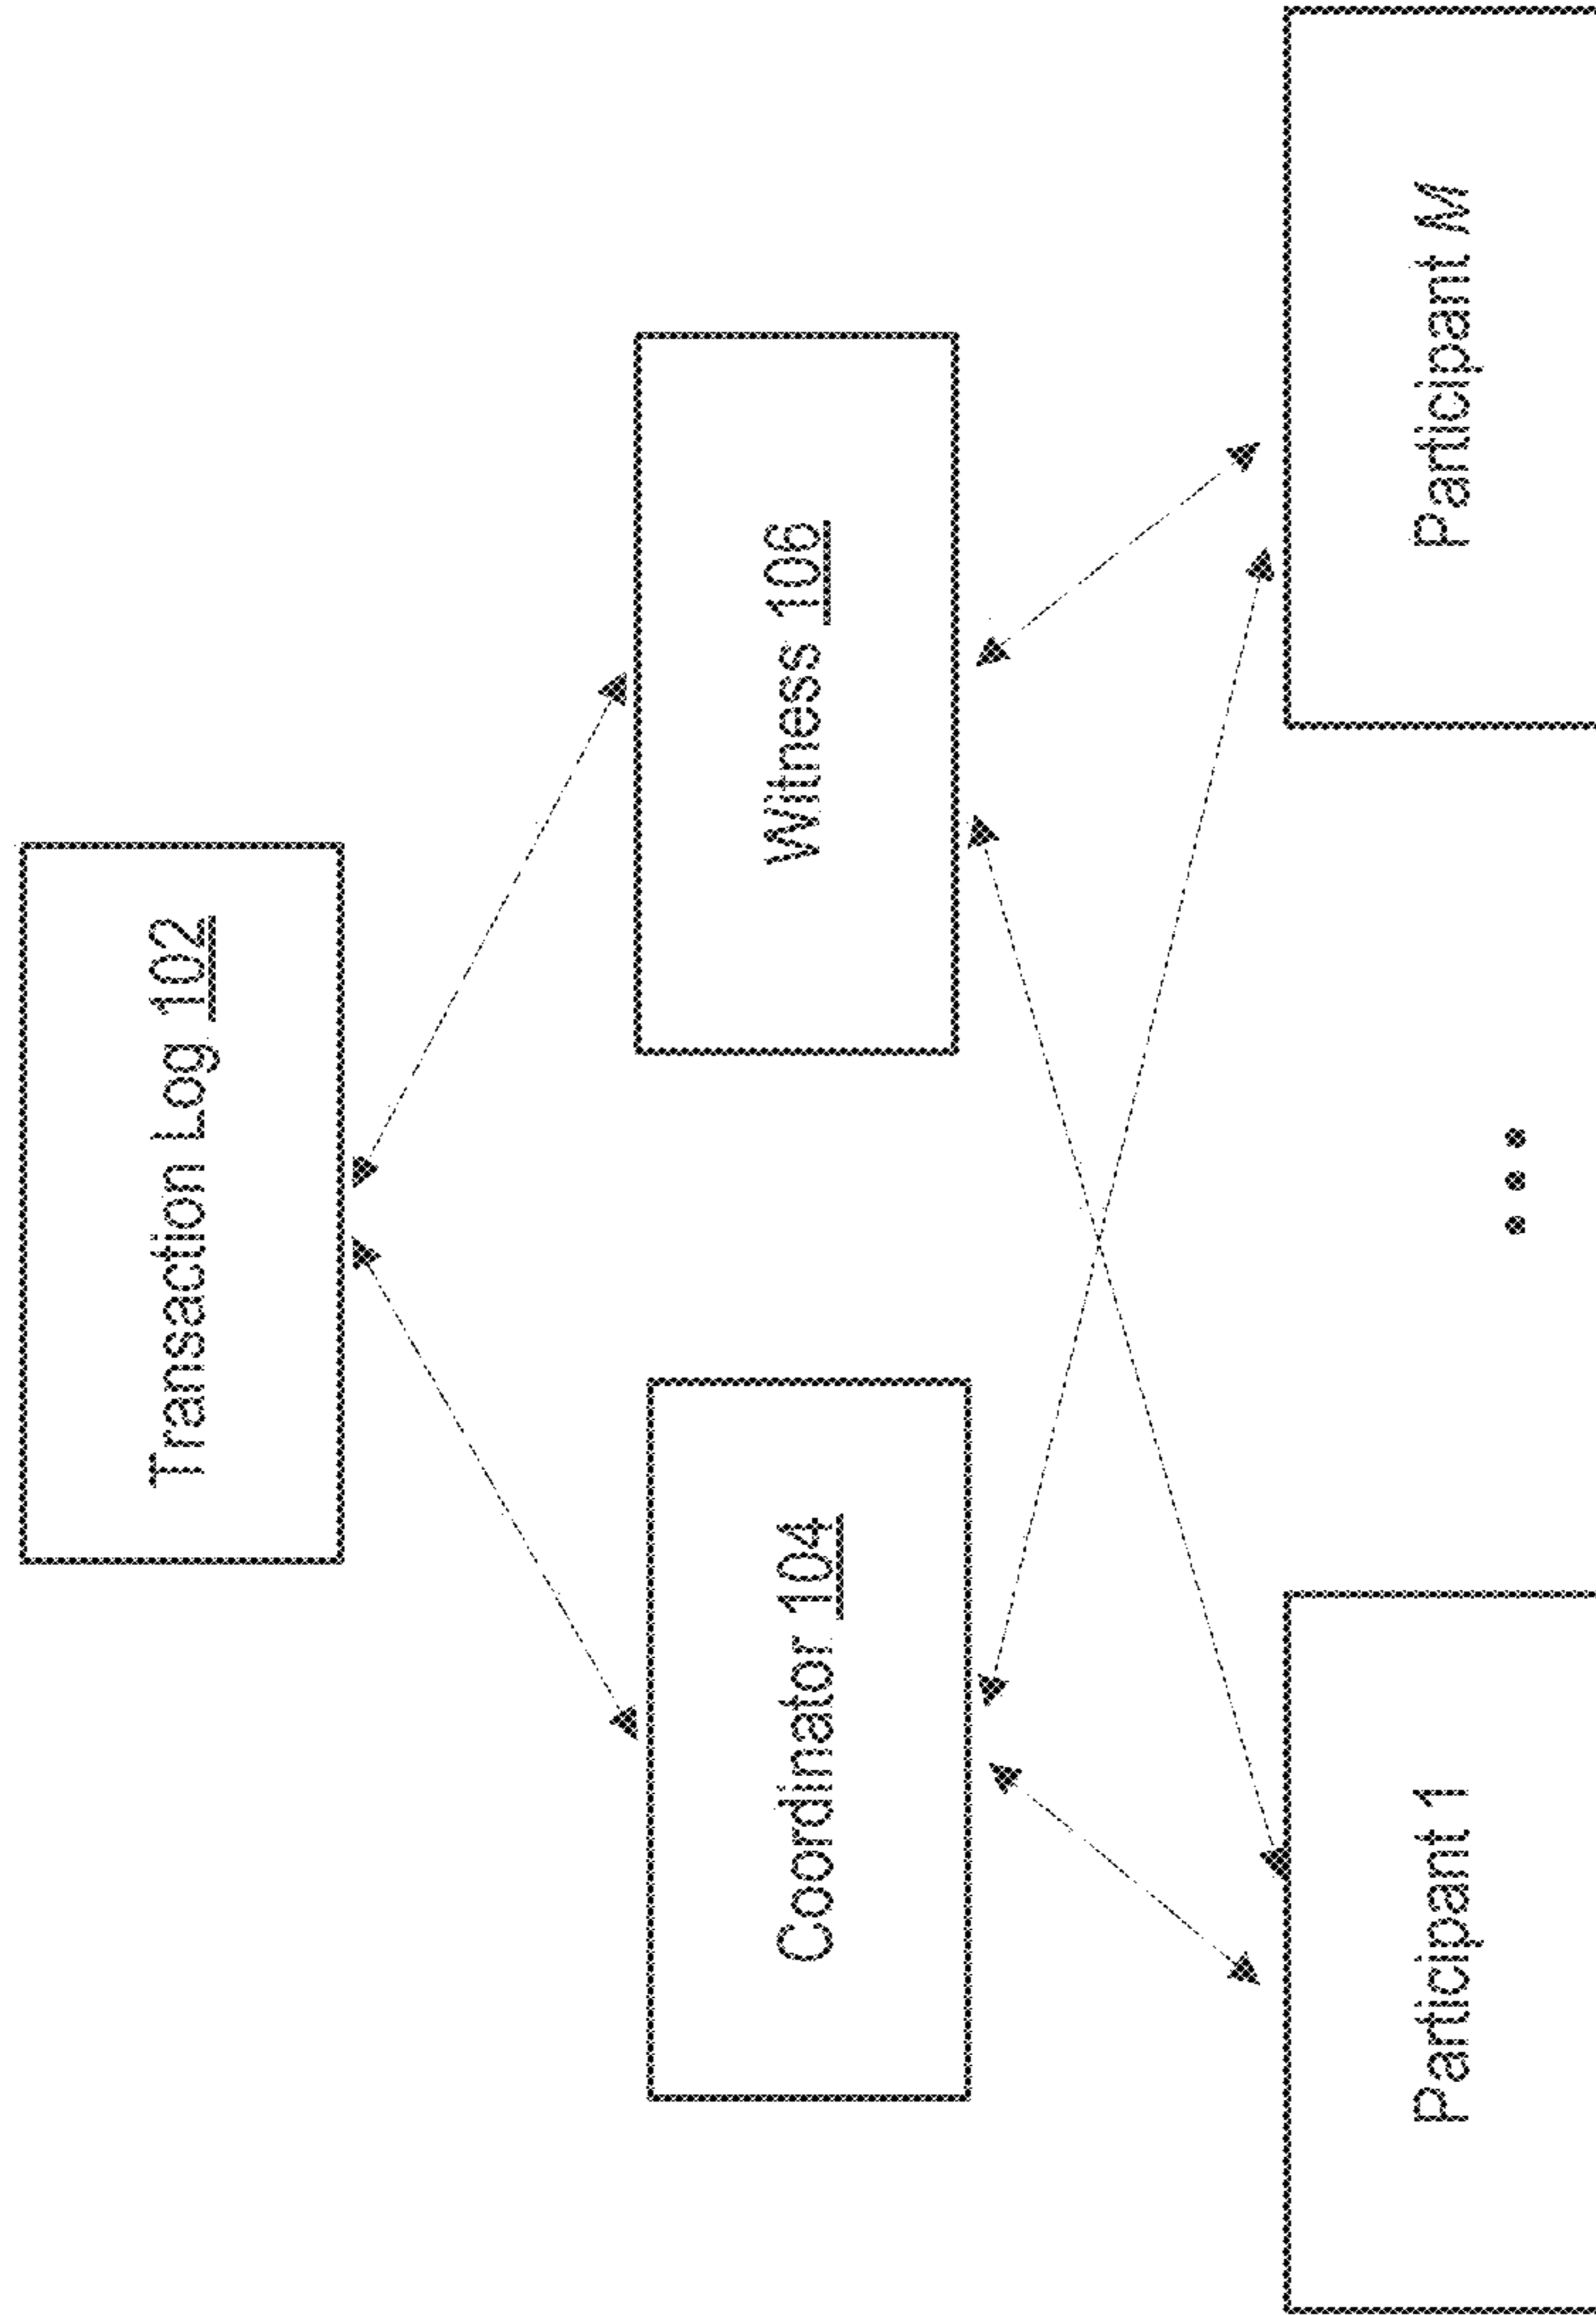 Transaction Log 102
Coordinator 104
Witness 106
Participant 1
Participant M